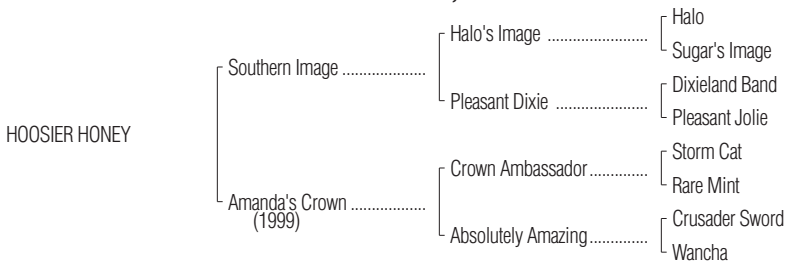 Halo
Halo's Image .......................
Sugar's Image
Southern Image ....................
Dixieland Band
Pleasant Dixie .....................
Pleasant Jolie
HOOSIER HONEY
Storm Cat
Crown Ambassador..............
Rare Mint
Amanda's Crown ..................
(1999)
Crusader Sword
Absolutely Amazing..............
Wancha